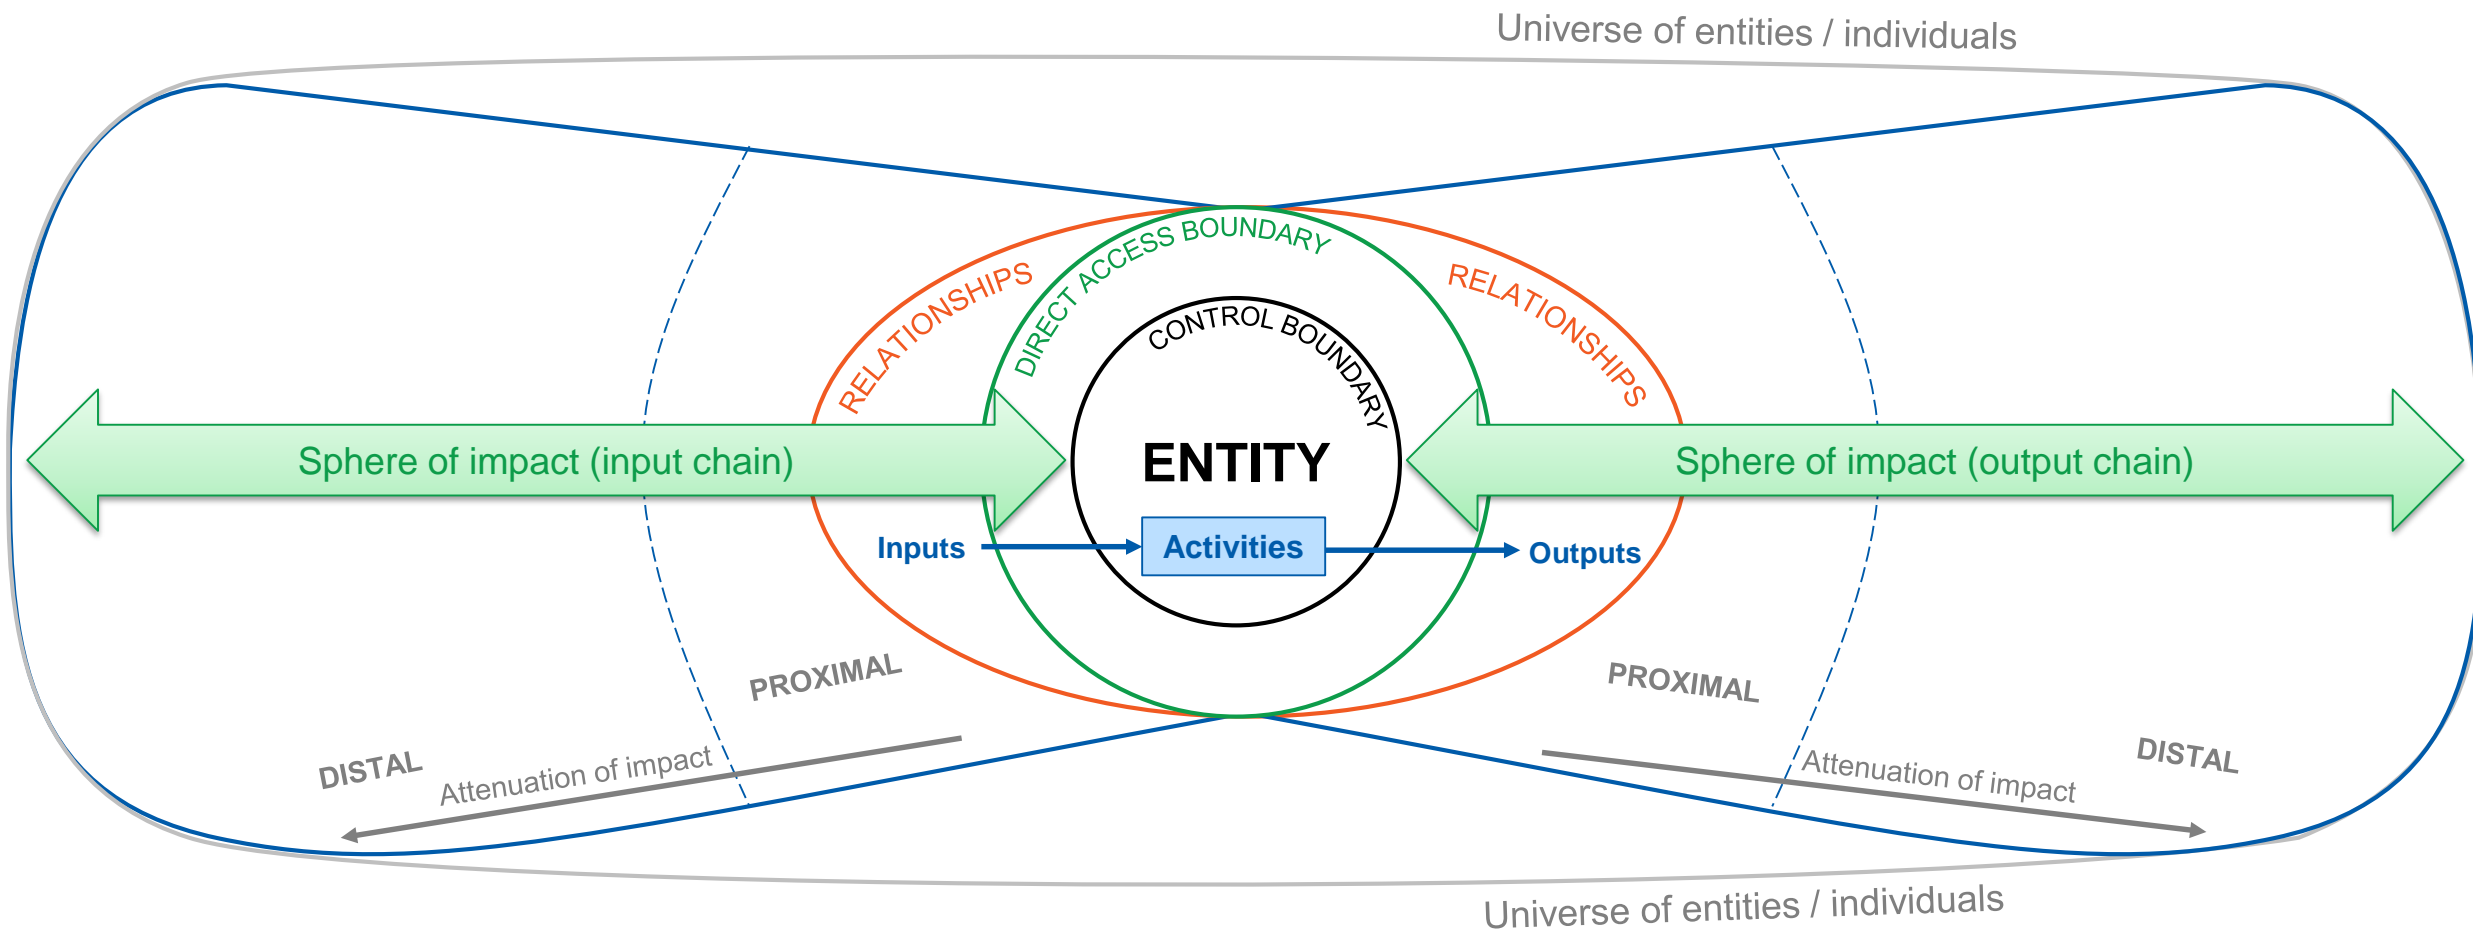 Universe of entities / individuals
DIRECT ACCESS BOUNDARY
RELATIONSHIPS
RELATIONSHIPS
CONTROL BOUNDARY
Sphere of impact (input chain)
ENTITY
Sphere of impact (output chain)
Inputs
Activities
Outputs
PROXIMAL
PROXIMAL
DISTAL
Attenuation of impact
Attenuation of impact
DISTAL
Universe of entities / individuals